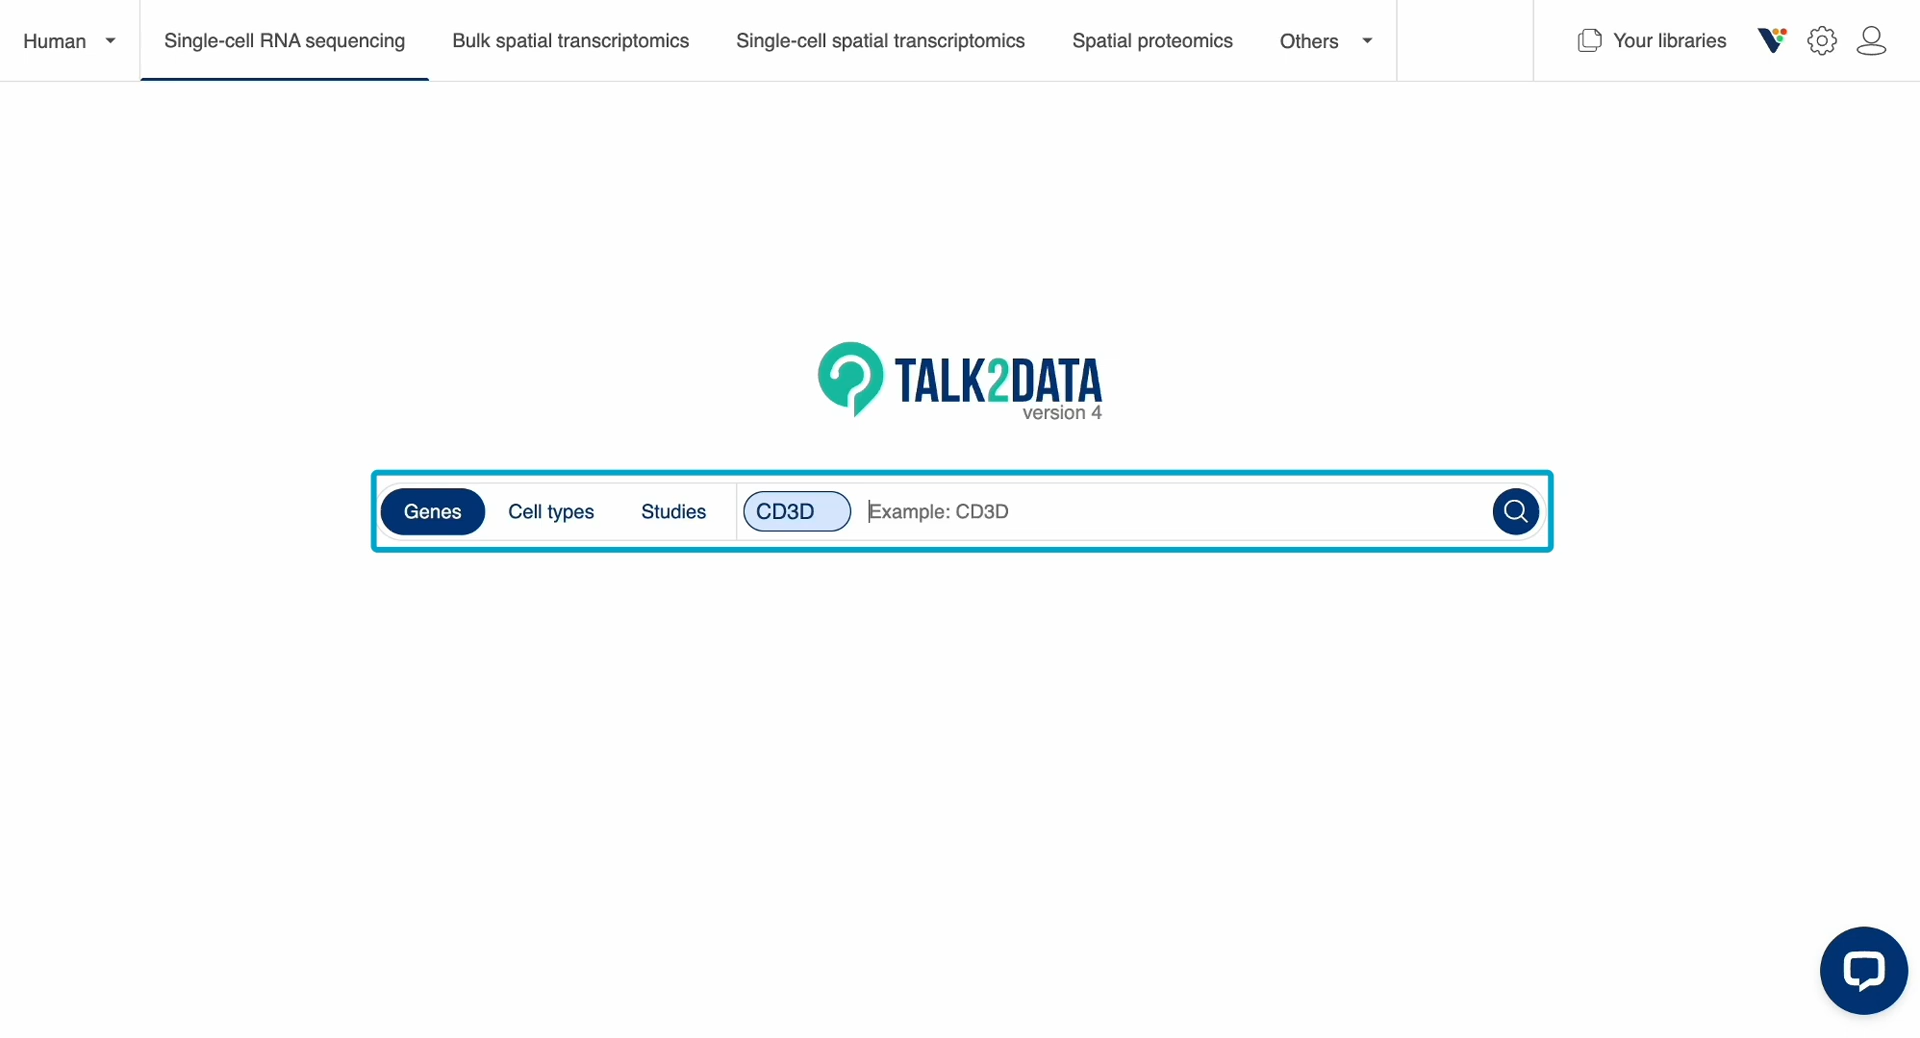 Human Single-cell RNA sequencing Bulk spatial transcriptomics Single-cell spatial transcriptomics Spatial proteomics Others Your libraries
TALK2DATA
version 4
Genes Cell types Studies CD3D Example: CD3D